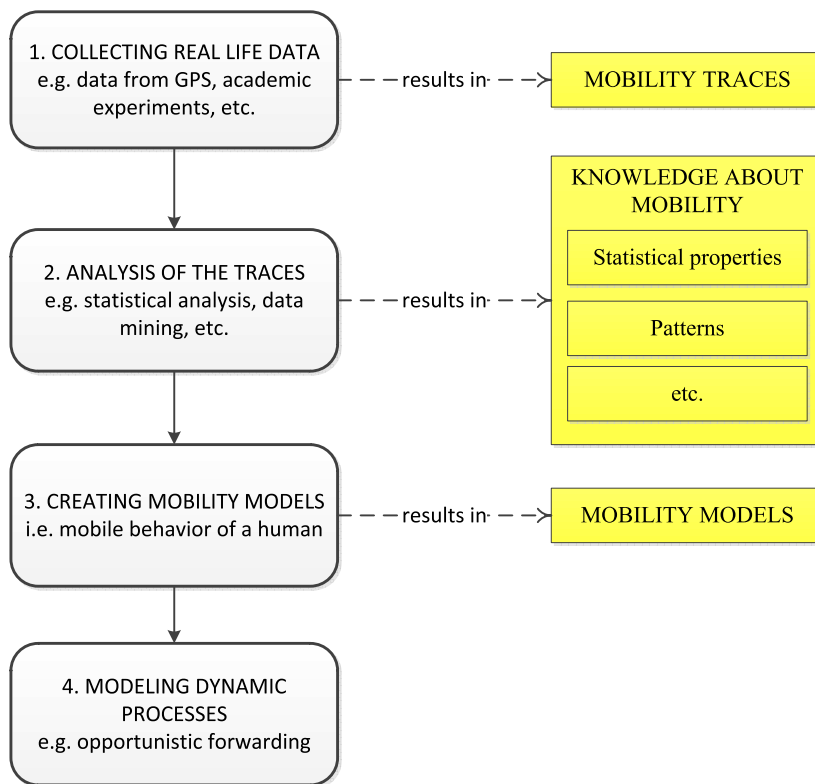 1. COLLECTING REAL LIFE DATA
e.g. data from GPS, academic
experiments, etc.
results in
MOBILITY TRACES
2. ANALYSIS OF THE TRACES
e.g. statistical analysis, data
mining, etc.
results in
KNOWLEDGE ABOUT
MOBILITY
Statistical properties
Patterns
etc.
3. CREATING MOBILITY MODELS
i.e. mobile behavior of a human
results in
MOBILITY MODELS
4. MODELING DYNAMIC
PROCESSES
e.g. opportunistic forwarding